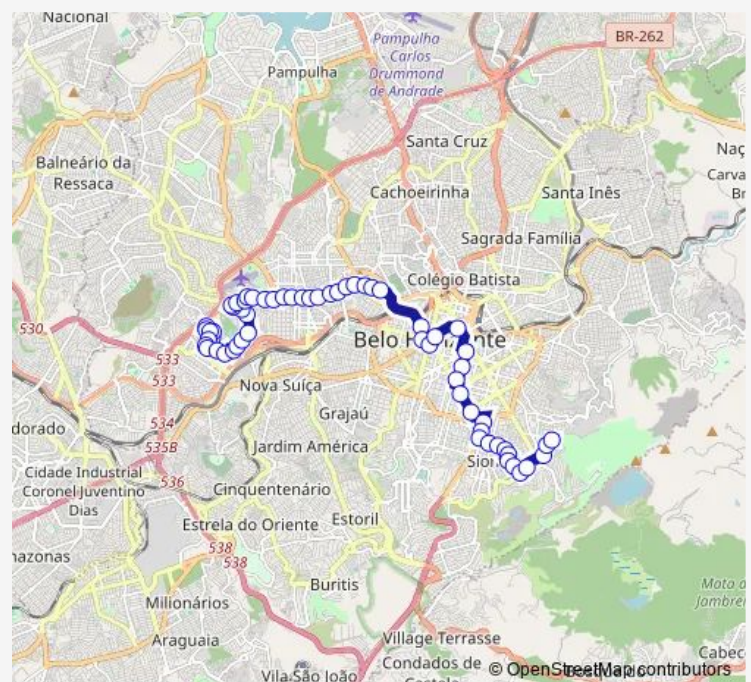 Nacional
BR-262
Pampulha
- Carlos
Drummond
de Andrade
Pampulha
Santa Cruz
Balneário da
Ressaca
Naç
Carva
Br
Cachoeirinha
Santa Inês
Sagrada Família
Colégio Batista
530
Belo H izonte
533
533
Nova Suíça
534
Grajaú
dorado
535B
Jardim América
Sion
Cidade Industrial
Coronel Juventino
Dias
536
Cinquentenário
Estrela do Oriente
Estoril
538
538
nazonas
Buritis
Mata d
Jambrei
Milionários
Araguaia
Village Terrasse
Condados de
Cabec
Vila São João
© OpenStreetMap contributors